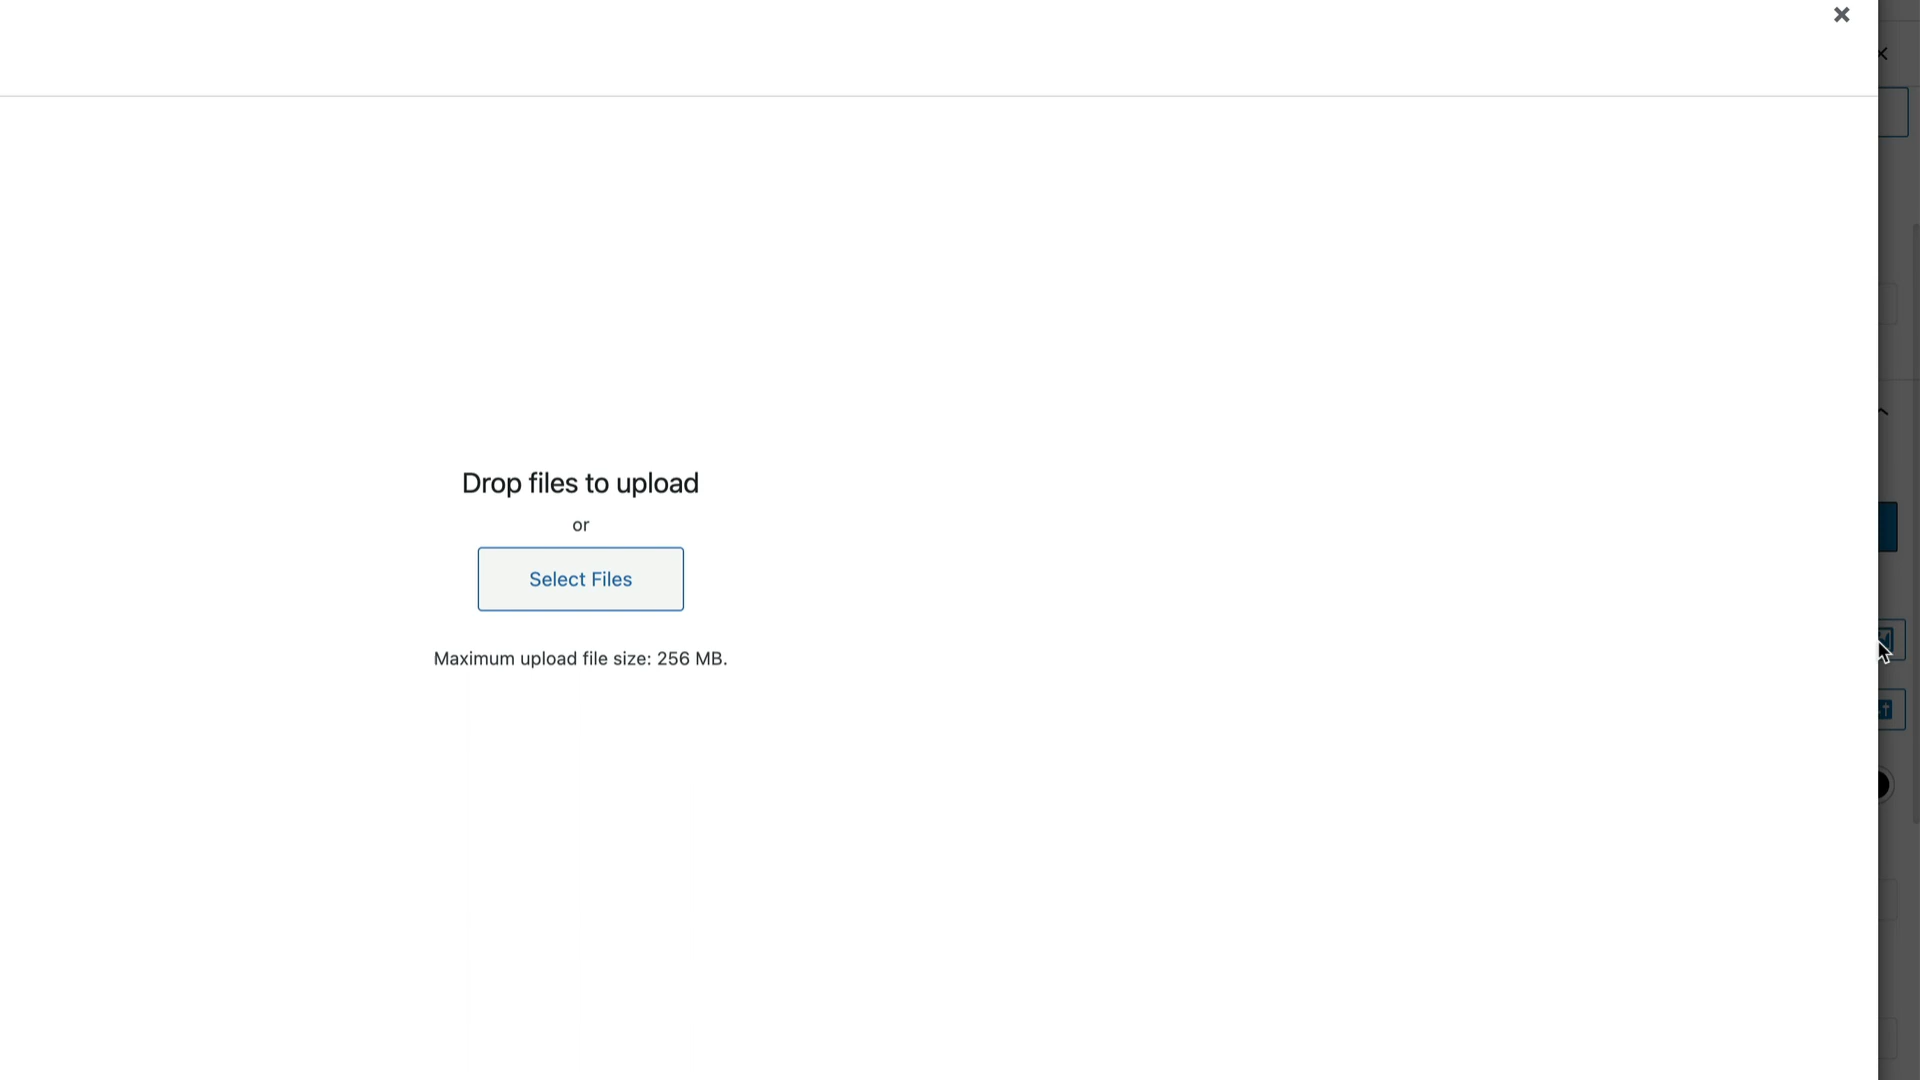 Drop files to upload
or
Select Files
Maximum upload file size: 256 MB.